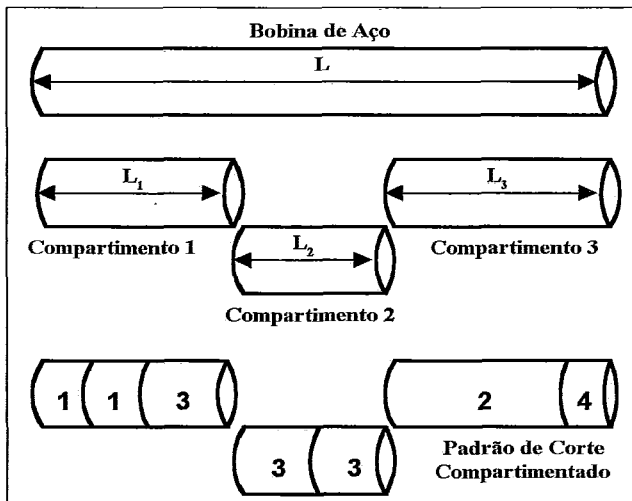 Bobina de Aço
L
L1
L3
Compartimento 1
Compartimento 3
L2
Compartimento 2
1 1 3
2 4
3 3
Padrão de Corte
Compartimentado